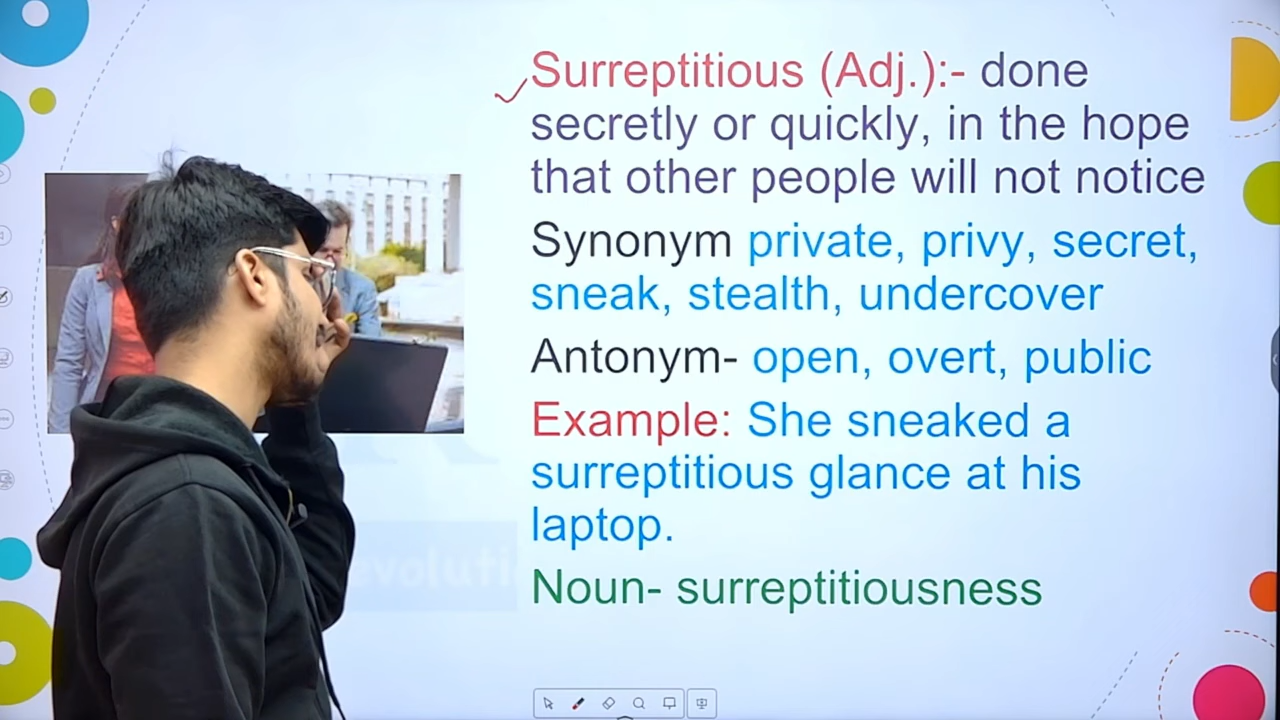 Surreptitious (Adj.):- done
secretly or quickly, in the hope
that other people will not notice
Synonym private, privy, secret,
sneak, stealth, undercover
Antonym- open, overt, public
Example: She sneaked a
surreptitious glance at his
laptop.
Noun- surreptitiousness
evoluti